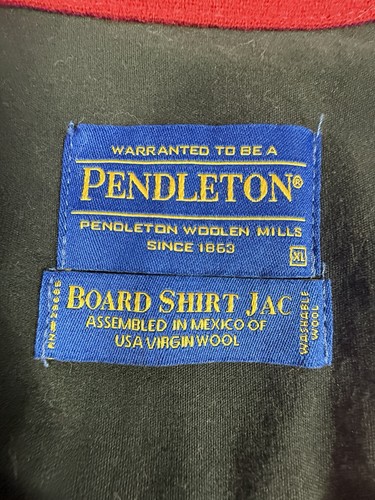 WARRANTED TO BE A
PENDLETON®
PENDLETON WOOLEN MILLS
SINCE 1863
XL
BOARD SHIRT JAC
ASSEMBLED IN MEXICO OF
USA VIRGIN WOOL
WASHABLE
WOOL